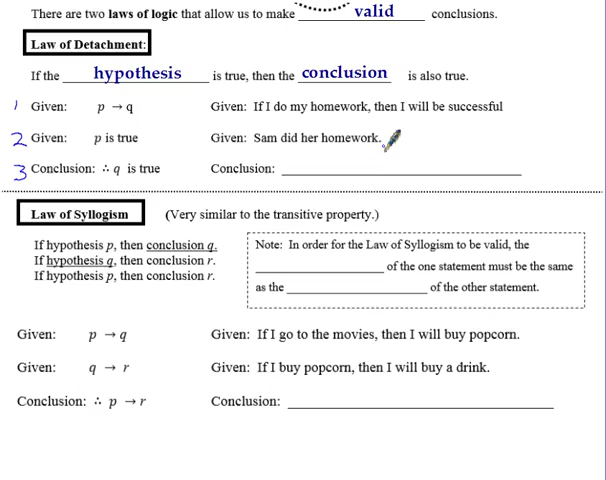 There are two laws of logic that allow us to make valid conclusions.
Law of Detachment:
If the hypothesis is true, then the conclusion is also true.
1 Given: p → q Given: If I do my homework, then I will be successful
2 Given: p is true Given: Sam did her homework.
3 Conclusion: ∴ q is true Conclusion: ____________________
Law of Syllogism (Very similar to the transitive property.)
If hypothesis p, then conclusion q.
If hypothesis q, then conclusion r.
If hypothesis p, then conclusion r.
Note: In order for the Law of Syllogism to be valid, the
____________________ of the one statement must be the same
as the ____________________ of the other statement.
Given: p → q Given: If I go to the movies, then I will buy popcorn.
Given: q → r Given: If I buy popcorn, then I will buy a drink.
Conclusion: ∴ p → r Conclusion: ____________________